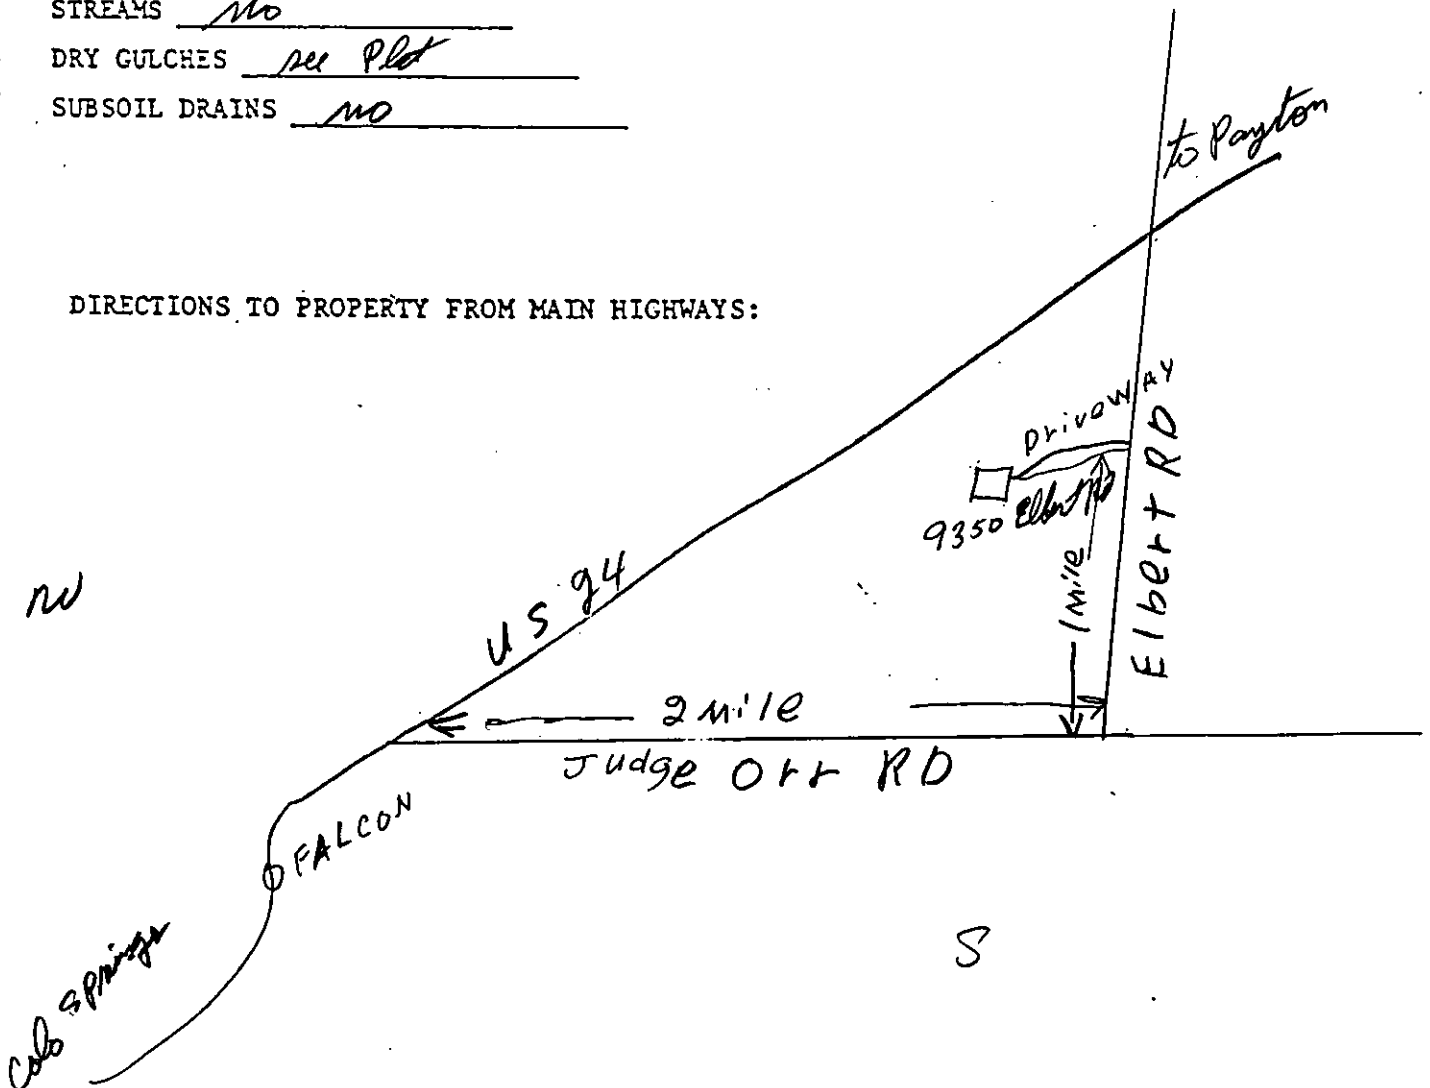 STREAMS no
DRY GULCHES see Plot
SUBSOIL DRAINS no
to Payton
DIRECTIONS TO PROPERTY FROM MAIN HIGHWAYS:
DriveWAY
9350 Elbert Rd
Elbert RD
1 Mile
US 24
2 mile
Judge Orr RD
FALCON
S
Colo Springs